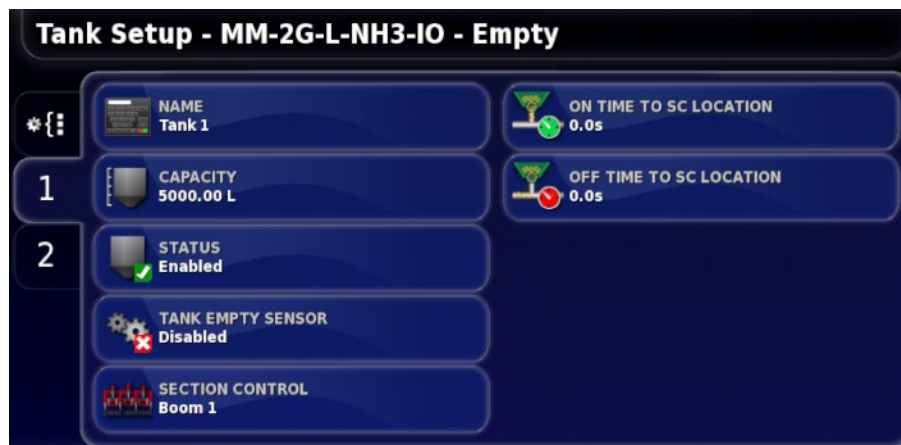 Tank Setup - MM-2G-L-NH3-IO - Empty
1
2
NAME
Tank 1
CAPACITY
5000.00 L
STATUS
Enabled
TANK EMPTY SENSOR
Disabled
SECTION CONTROL
Boom 1
ON TIME TO SC LOCATION
0.0s
OFF TIME TO SC LOCATION
0.0s